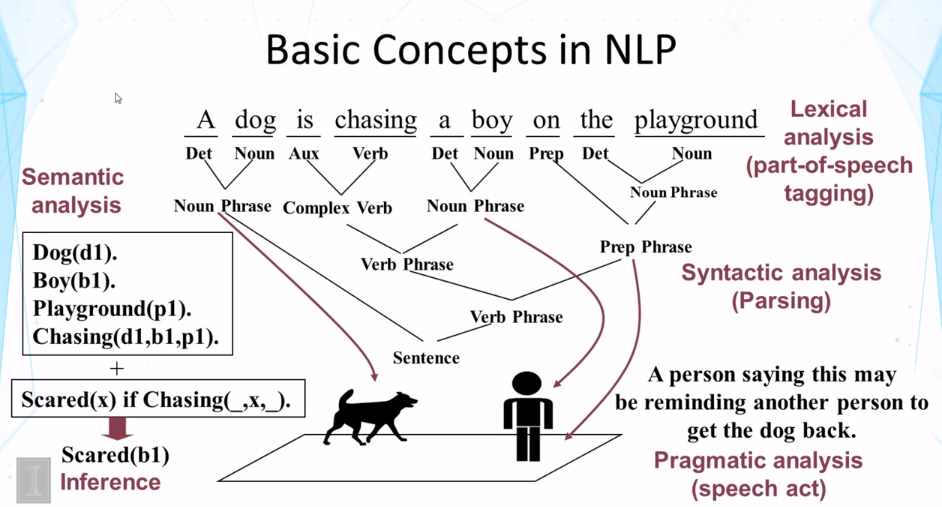 Basic Concepts in NLP
A dog is chasing a boy on the playground
Det Noun Aux Verb Det Noun Prep Det Noun
Lexical
analysis
(part-of-speech
tagging)
Semantic
analysis
Noun Phrase
Noun Phrase Complex Verb Noun Phrase
Prep Phrase
Verb Phrase
Syntactic analysis
(Parsing)
Verb Phrase
Sentence
Dog(d1).
Boy(b1).
Playground(p1).
Chasing(d1,b1,p1).
+
Scared(x) if Chasing(_,x,_).
Scared(b1)
Inference
A person saying this may
be reminding another person to
get the dog back.
Pragmatic analysis
(speech act)
I